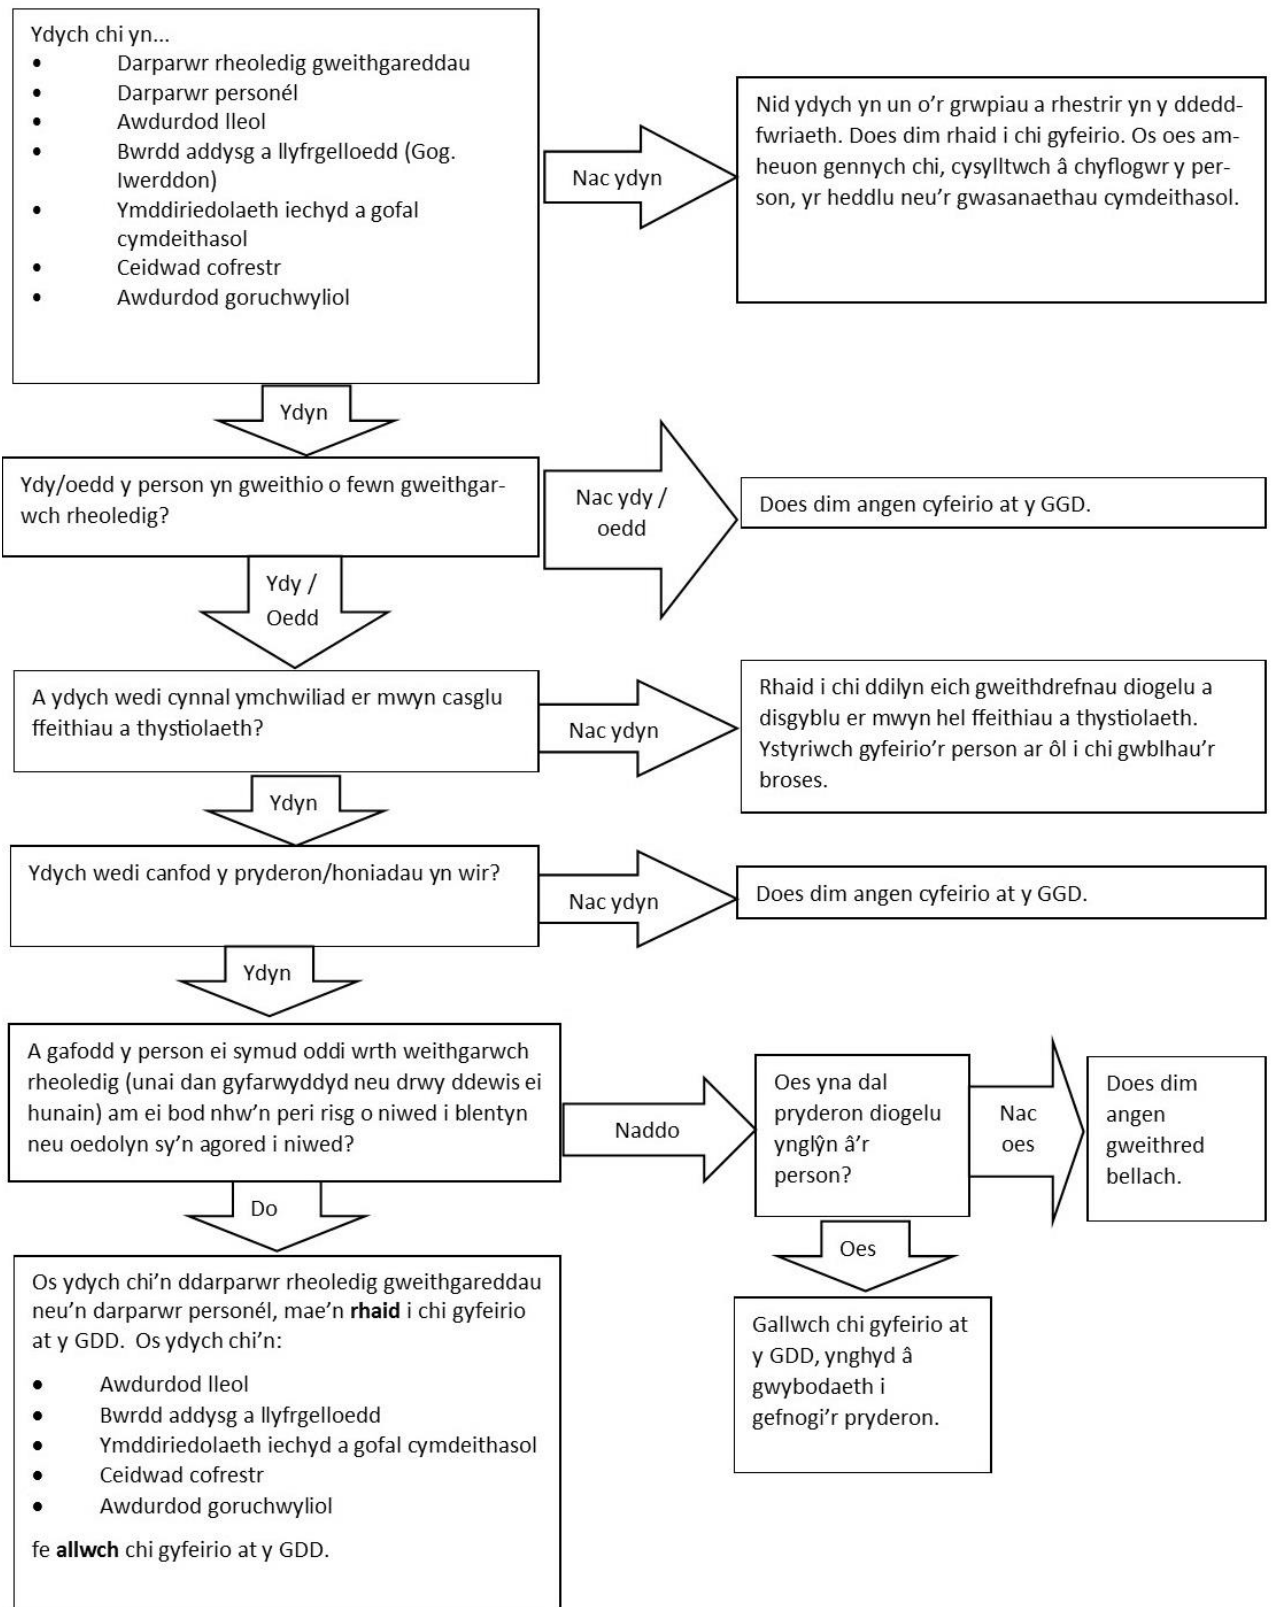 Ydych chi yn...
• Darparwr rheoledig gweithgareddau
• Darparwr personél
• Awdurdod lleol
• Bwrdd addysg a llyfrgelloedd (Gog.
Iwerddon)
• Ymddiriedolaeth iechyd a gofal
cymdeithasol
• Ceidwad cofrestr
• Awdurdod goruchwyliol
Nac ydyn
Nid ydych yn un o'r grwpiau a rhestrir yn y ddedd-
fwriaeth. Does dim rhaid i chi gyfeirio. Os oes am-
heuon gennych chi, cysylltwch â chyflogwr y per-
son, yr heddlu neu'r gwasanaethau cymdeithasol.
Ydyn
Ydy/oedd y person yn gweithio o fewn gweithgar-
wch rheoledig?
Nac ydy /
oedd
Does dim angen cyfeirio at y GGD.
Ydy /
Oedd
A ydych wedi cynnal ymchwiliad er mwyn casglu
ffeithiau a thystiolaeth?
Nac ydyn
Rhaid i chi ddilyn eich gweithdrefnau diogelu a
disgyblu er mwyn hel ffeithiau a thystiolaeth.
Ystyriwch gyfeirio'r person ar ôl i chi gwblhau'r
broses.
Ydyn
Ydych wedi canfod y pryderon/honiadau yn wir?
Nac ydyn
Does dim angen cyfeirio at y GGD.
Ydyn
A gafodd y person ei symud oddi wrth weithgarwch
rheoledig (unai dan gyfarwyddyd neu drwy ddewis ei
hunain) am ei bod nhw'n peri risg o niwed i blentyn
neu oedolyn sy'n agored i niwed?
Naddo
Oes yna dal
pryderon diogelu
ynglŷn â'r
person?
Nac
oes
Does dim
angen
gweithred
bellach.
Do
Oes
Os ydych chi'n ddarparwr rheoledig gweithgareddau
neu'n darparwr personél, mae'n rhaid i chi gyfeirio
at y GDD. Os ydych chi'n:
• Awdurdod lleol
• Bwrdd addysg a llyfrgelloedd
• Ymddiriedolaeth iechyd a gofal cymdeithasol
• Ceidwad cofrestr
• Awdurdod goruchwyliol
fe allwch chi gyfeirio at y GDD.
Gallwch chi gyfeirio at
y GDD, ynghyd â
gwybodaeth i
gefnogi'r pryderon.